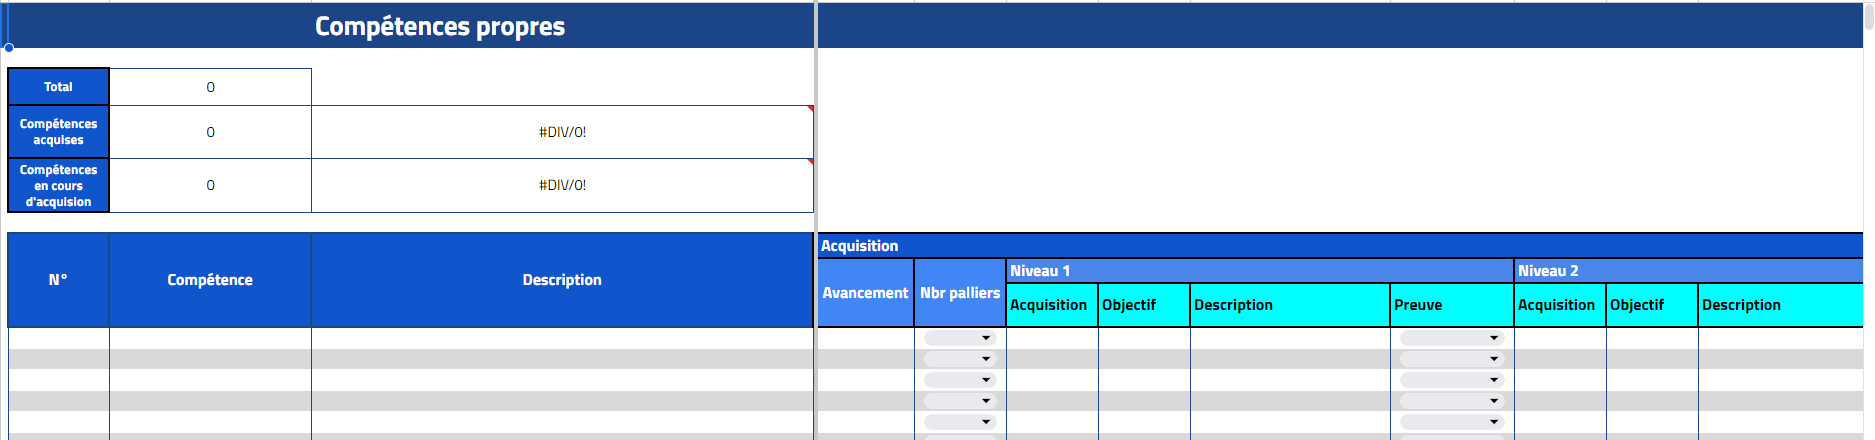 Compétences propres
Total
0
Compétences
acquises
0
#DIV/0!
Compétences
en cours
d'acquision
0
#DIV/0!
N°
Compétence
Description
Acquisition
Avancement
Nbr palliers
Niveau 1
Niveau 2
Acquisition
Objectif
Description
Preuve
Acquisition
Objectif
Description